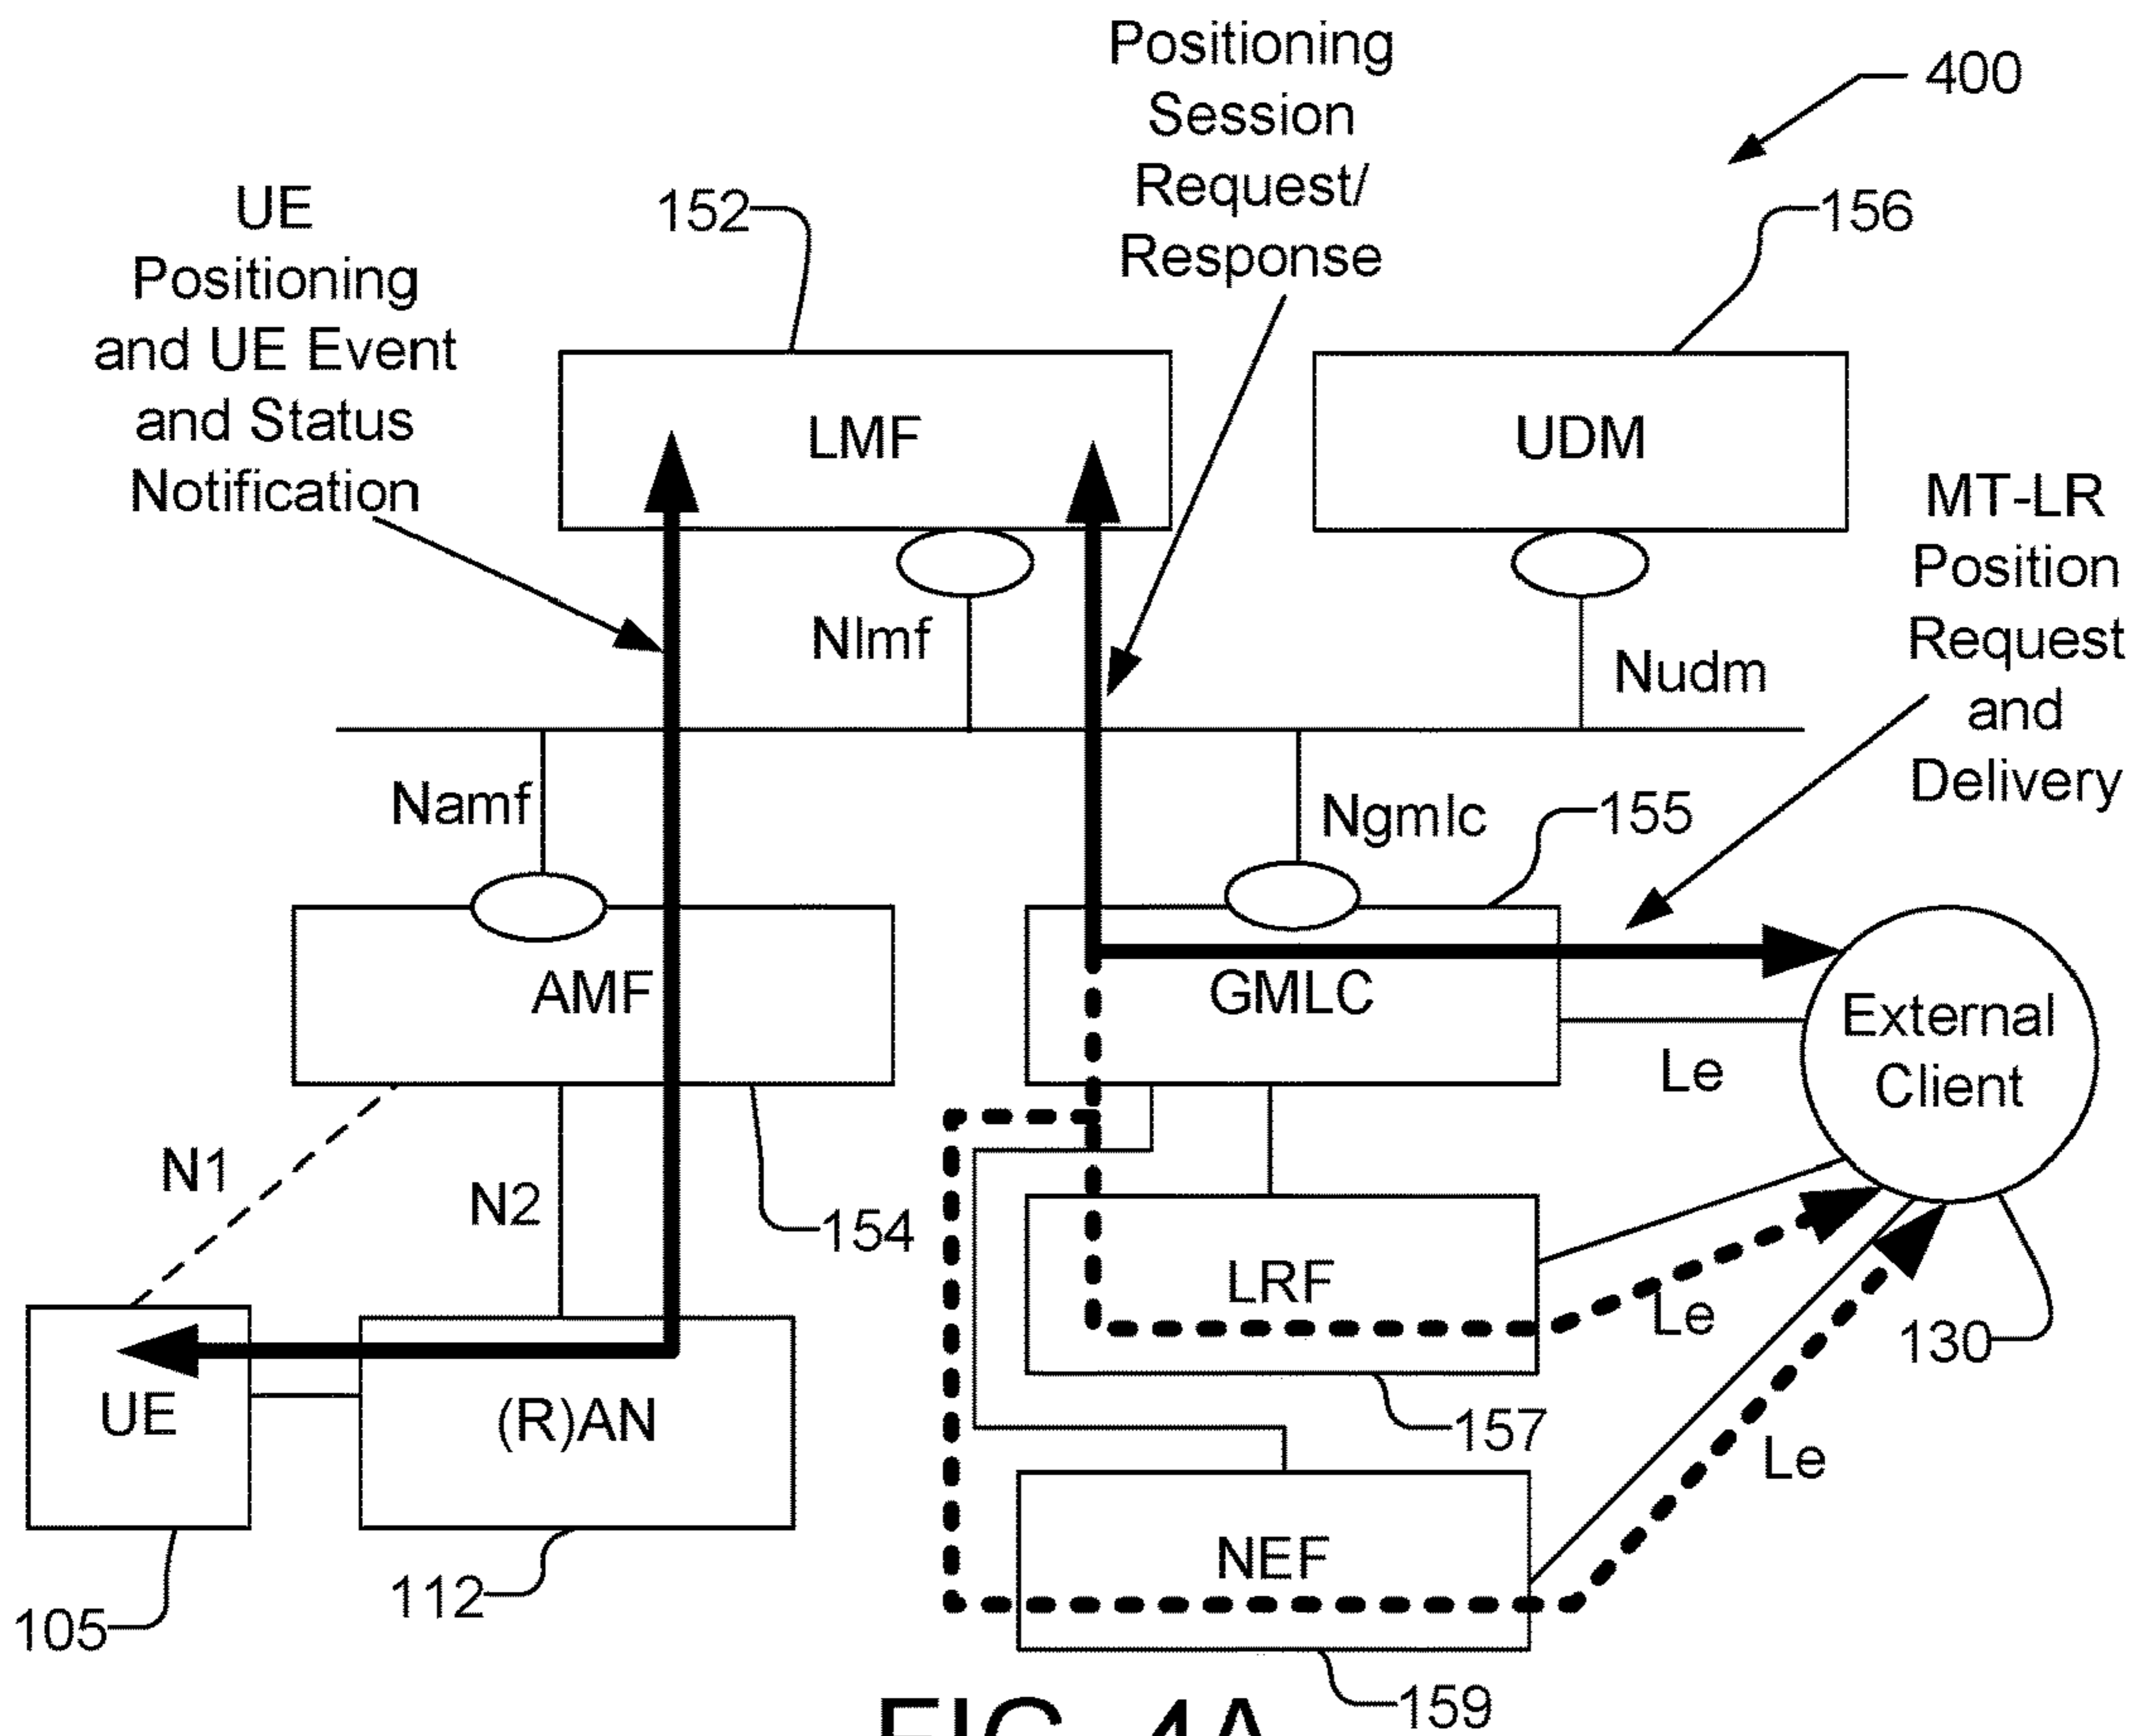 Positioning
Session
Request/
Response
400
UE
Positioning
and UE Event
and Status
Notification
152
156
LMF
UDM
MT-LR
Position
Request
and
Delivery
Nlmf
Nudm
Namf
Ngmlc
155
AMF
GMLC
External
Client
Le
N1
N2
154
LRF
Le
130
UE
(R)AN
157
Le
NEF
112
105
159
FIG. 4A